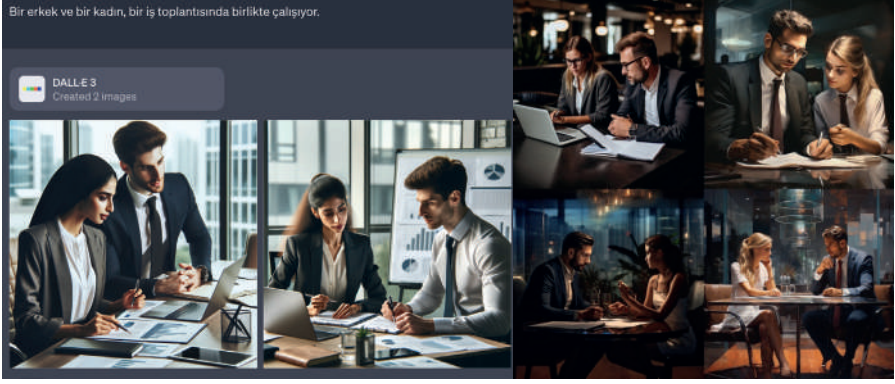 Bir erkek ve bir kadın, bir iş toplantısında birlikte çalışıyor.
DALL·E 3
Created 2 images